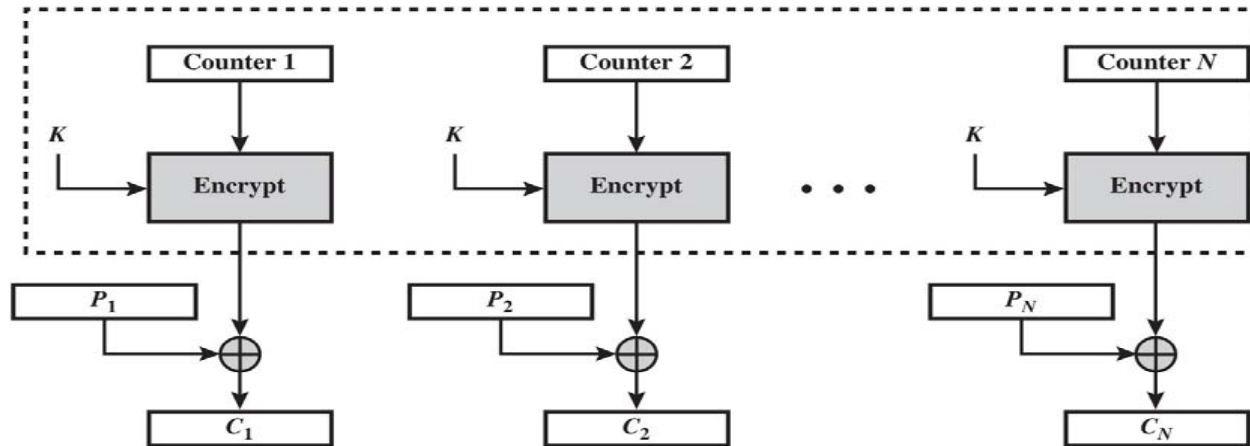 Counter 1 Counter 2 Counter N
K K K
Encrypt Encrypt • • • Encrypt
P1 P2 PN
C1 C2 CN